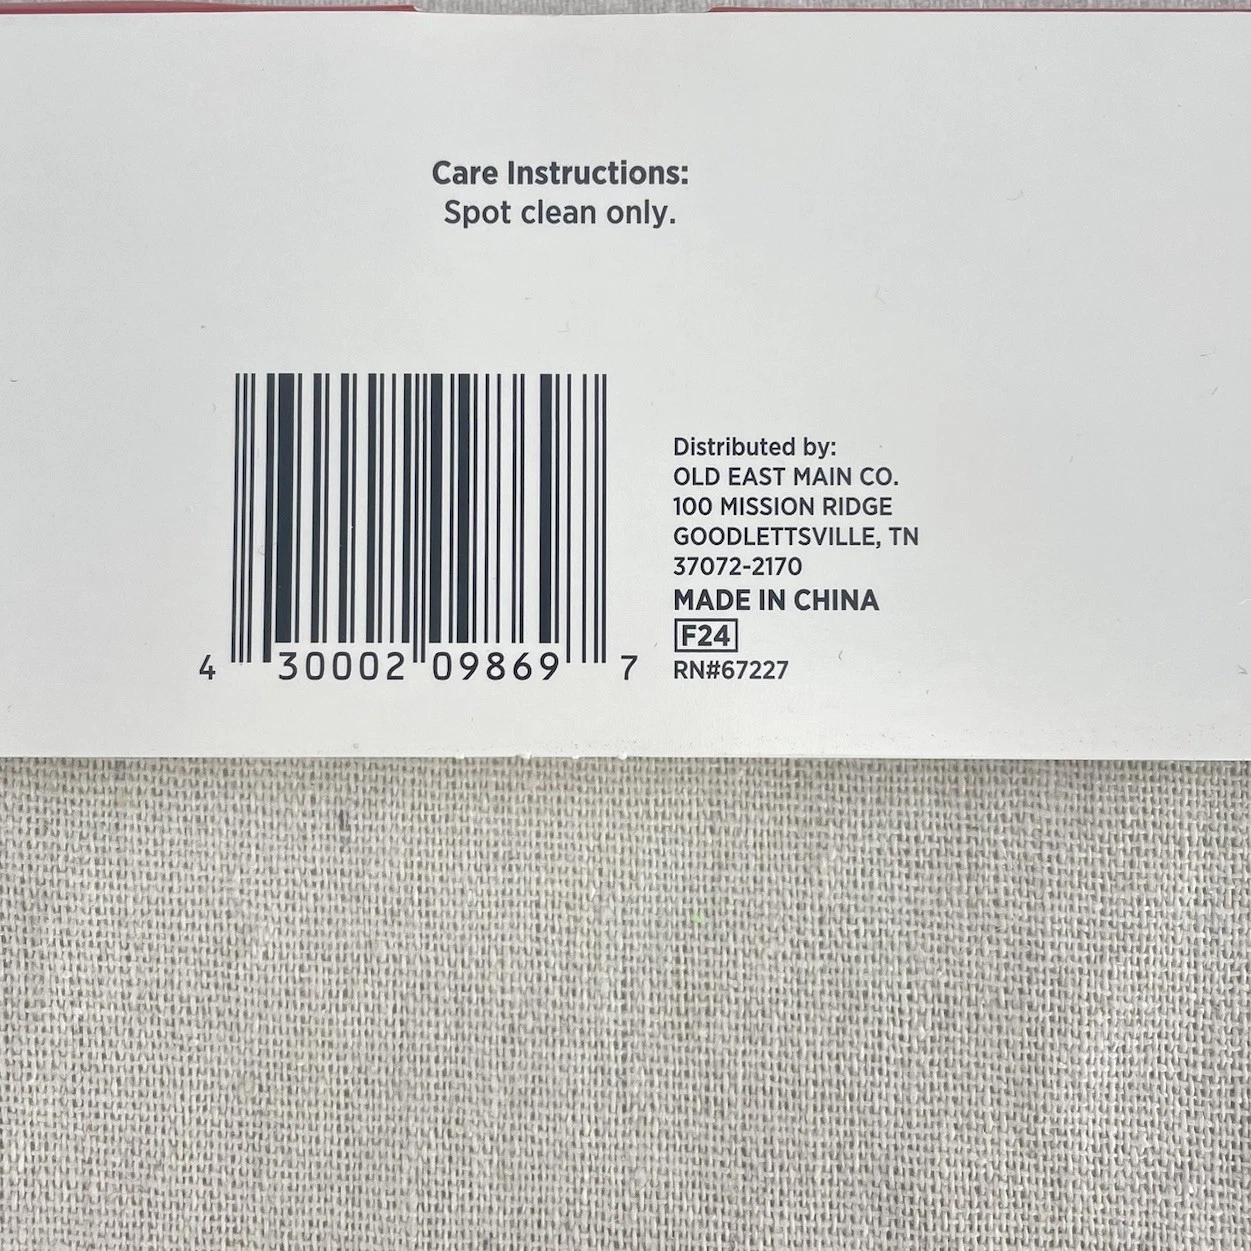 Care Instructions:
Spot clean only.
Distributed by:
OLD EAST MAIN CO.
100 MISSION RIDGE
GOODLETTSVILLE, TN
37072-2170
MADE IN CHINA
F24
RN#67227
4 30002 09869 7